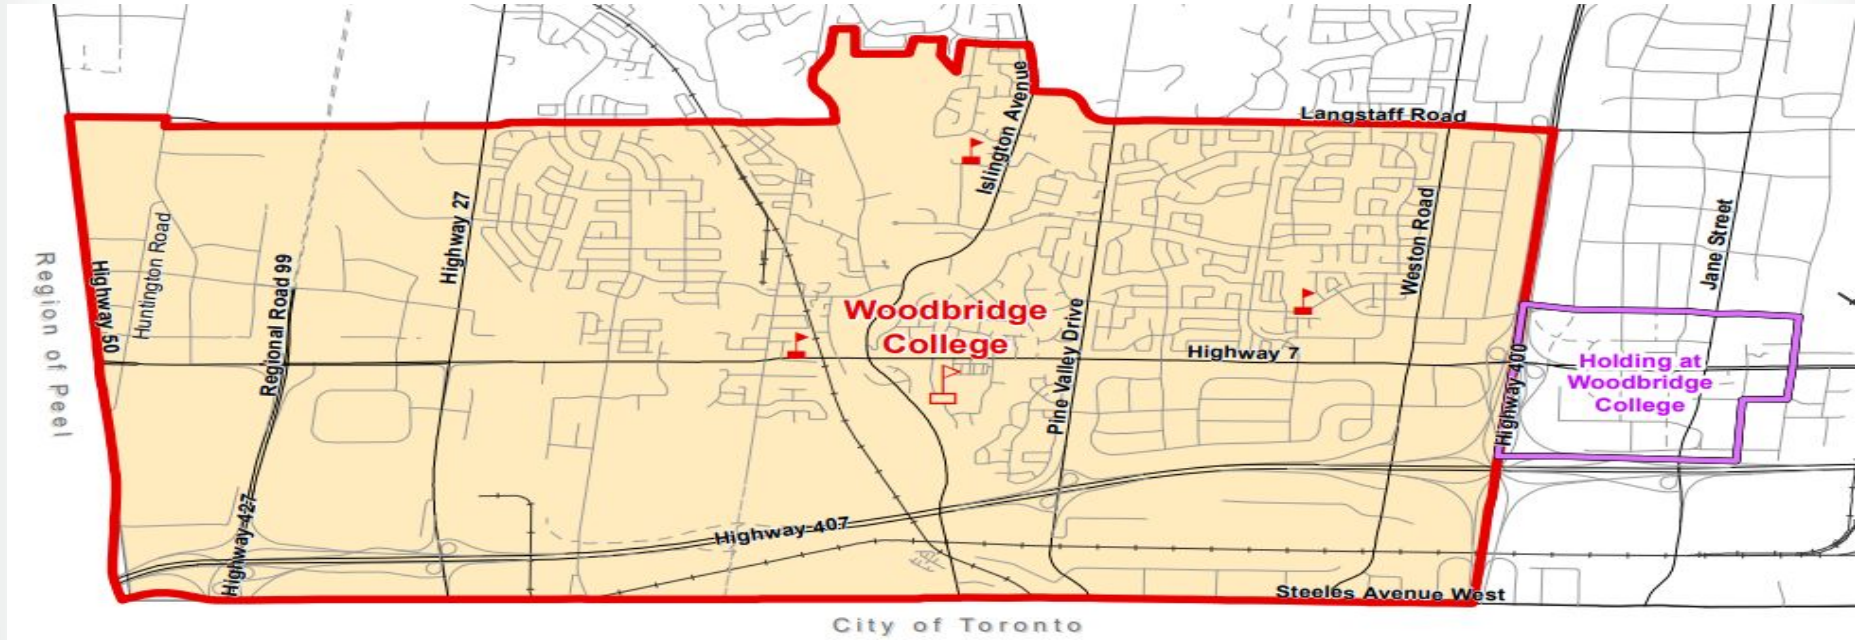 Langstaff Road
Islington Avenue
Highway 27
Weston Road
Jane Street
Huntington Road
Region of Peel
Highway 50
Regional Road 99
Woodbridge
College
Pine Valley Drive
Highway 7
Highway 400
Holding at
Woodbridge
College
Highway 427
Highway 407
Steeles Avenue West
City of Toronto